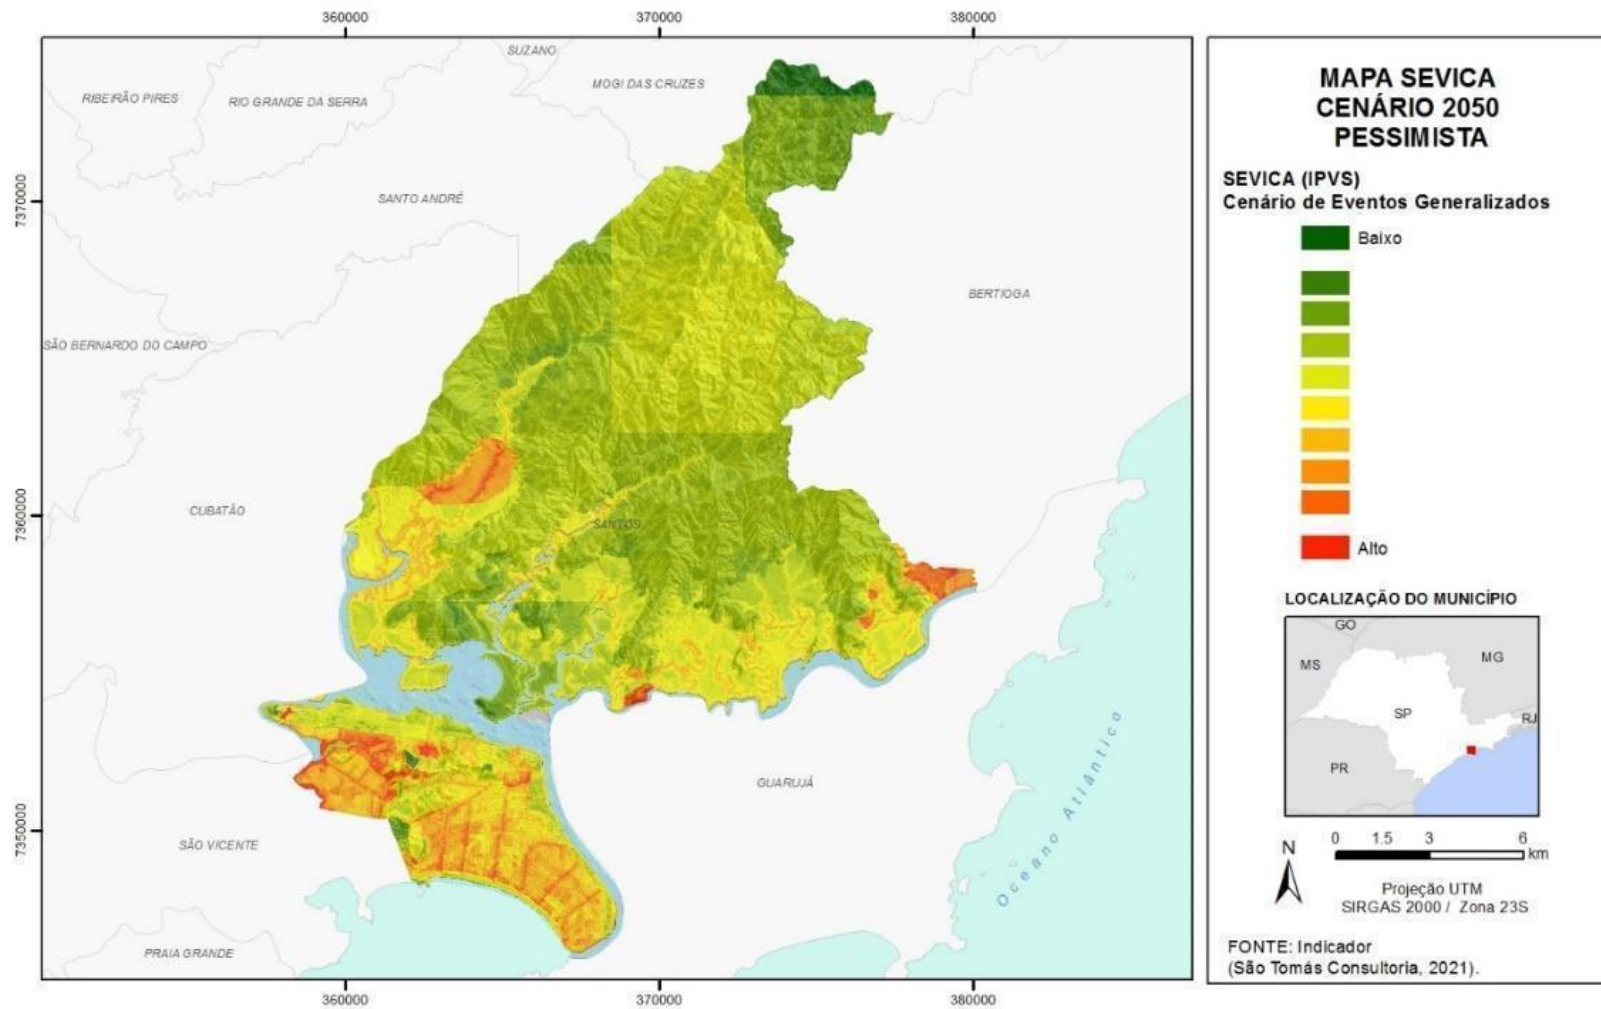 360000
370000
380000
SUZANO
MOGI DAS CRUZES
RIBEIRÃO PIRES
RIO GRANDE DA SERRA
7370000
SANTO ANDRÉ
BERTIOGA
SÃO BERNARDO DO CAMPO
CUBATÃO
7360000
SANTOS
GUARUJÁ
Oceano Atlântico
7350000
SÃO VICENTE
PRAIA GRANDE
360000
370000
380000
MAPA SEVICA
CENÁRIO 2050
PESSIMISTA
SEVICA (IPVS)
Cenário de Eventos Generalizados
Baixo
Alto
LOCALIZAÇÃO DO MUNICÍPIO
GO
MS
MG
SP
RJ
PR
N
0 1.5 3 6
km
Projeção UTM
SIRGAS 2000 / Zona 23S
FONTE: Indicador
(São Tomás Consultoria, 2021).